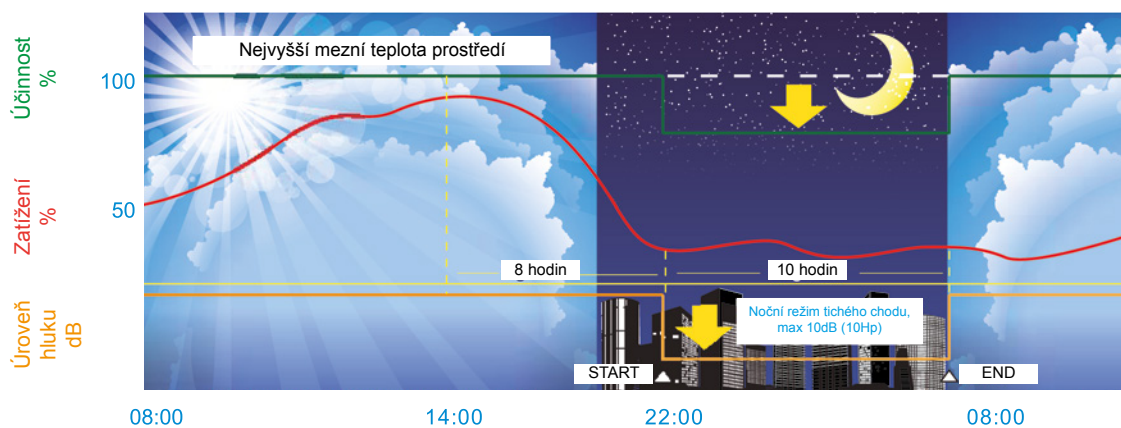 Nejvyšší mezní teplota prostředí
Účinnost
%
100
Zatížení
%
50
8 hodin
10 hodin
Úroveň
hluku
dB
Noční režim tichého chodu,
max 10dB (10Hp)
START
END
08:00
14:00
22:00
08:00